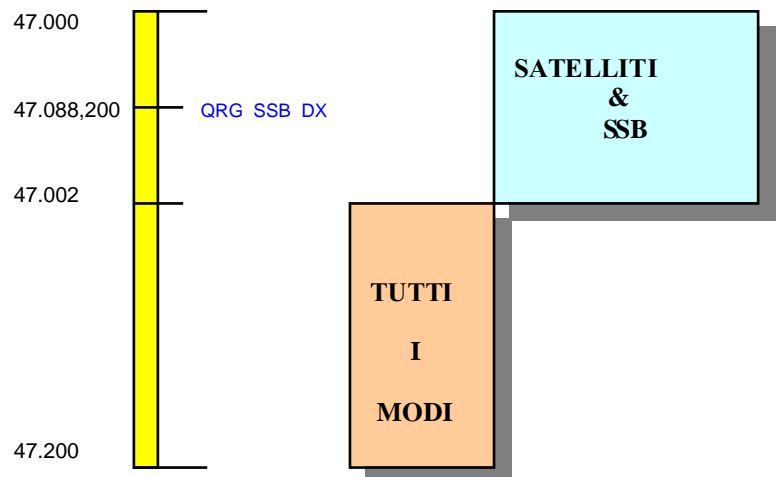 47.000
SATELLITI
&
SSB
47.088,200 QRG SSB DX
47.002
TUTTI
I
MODI
47.200